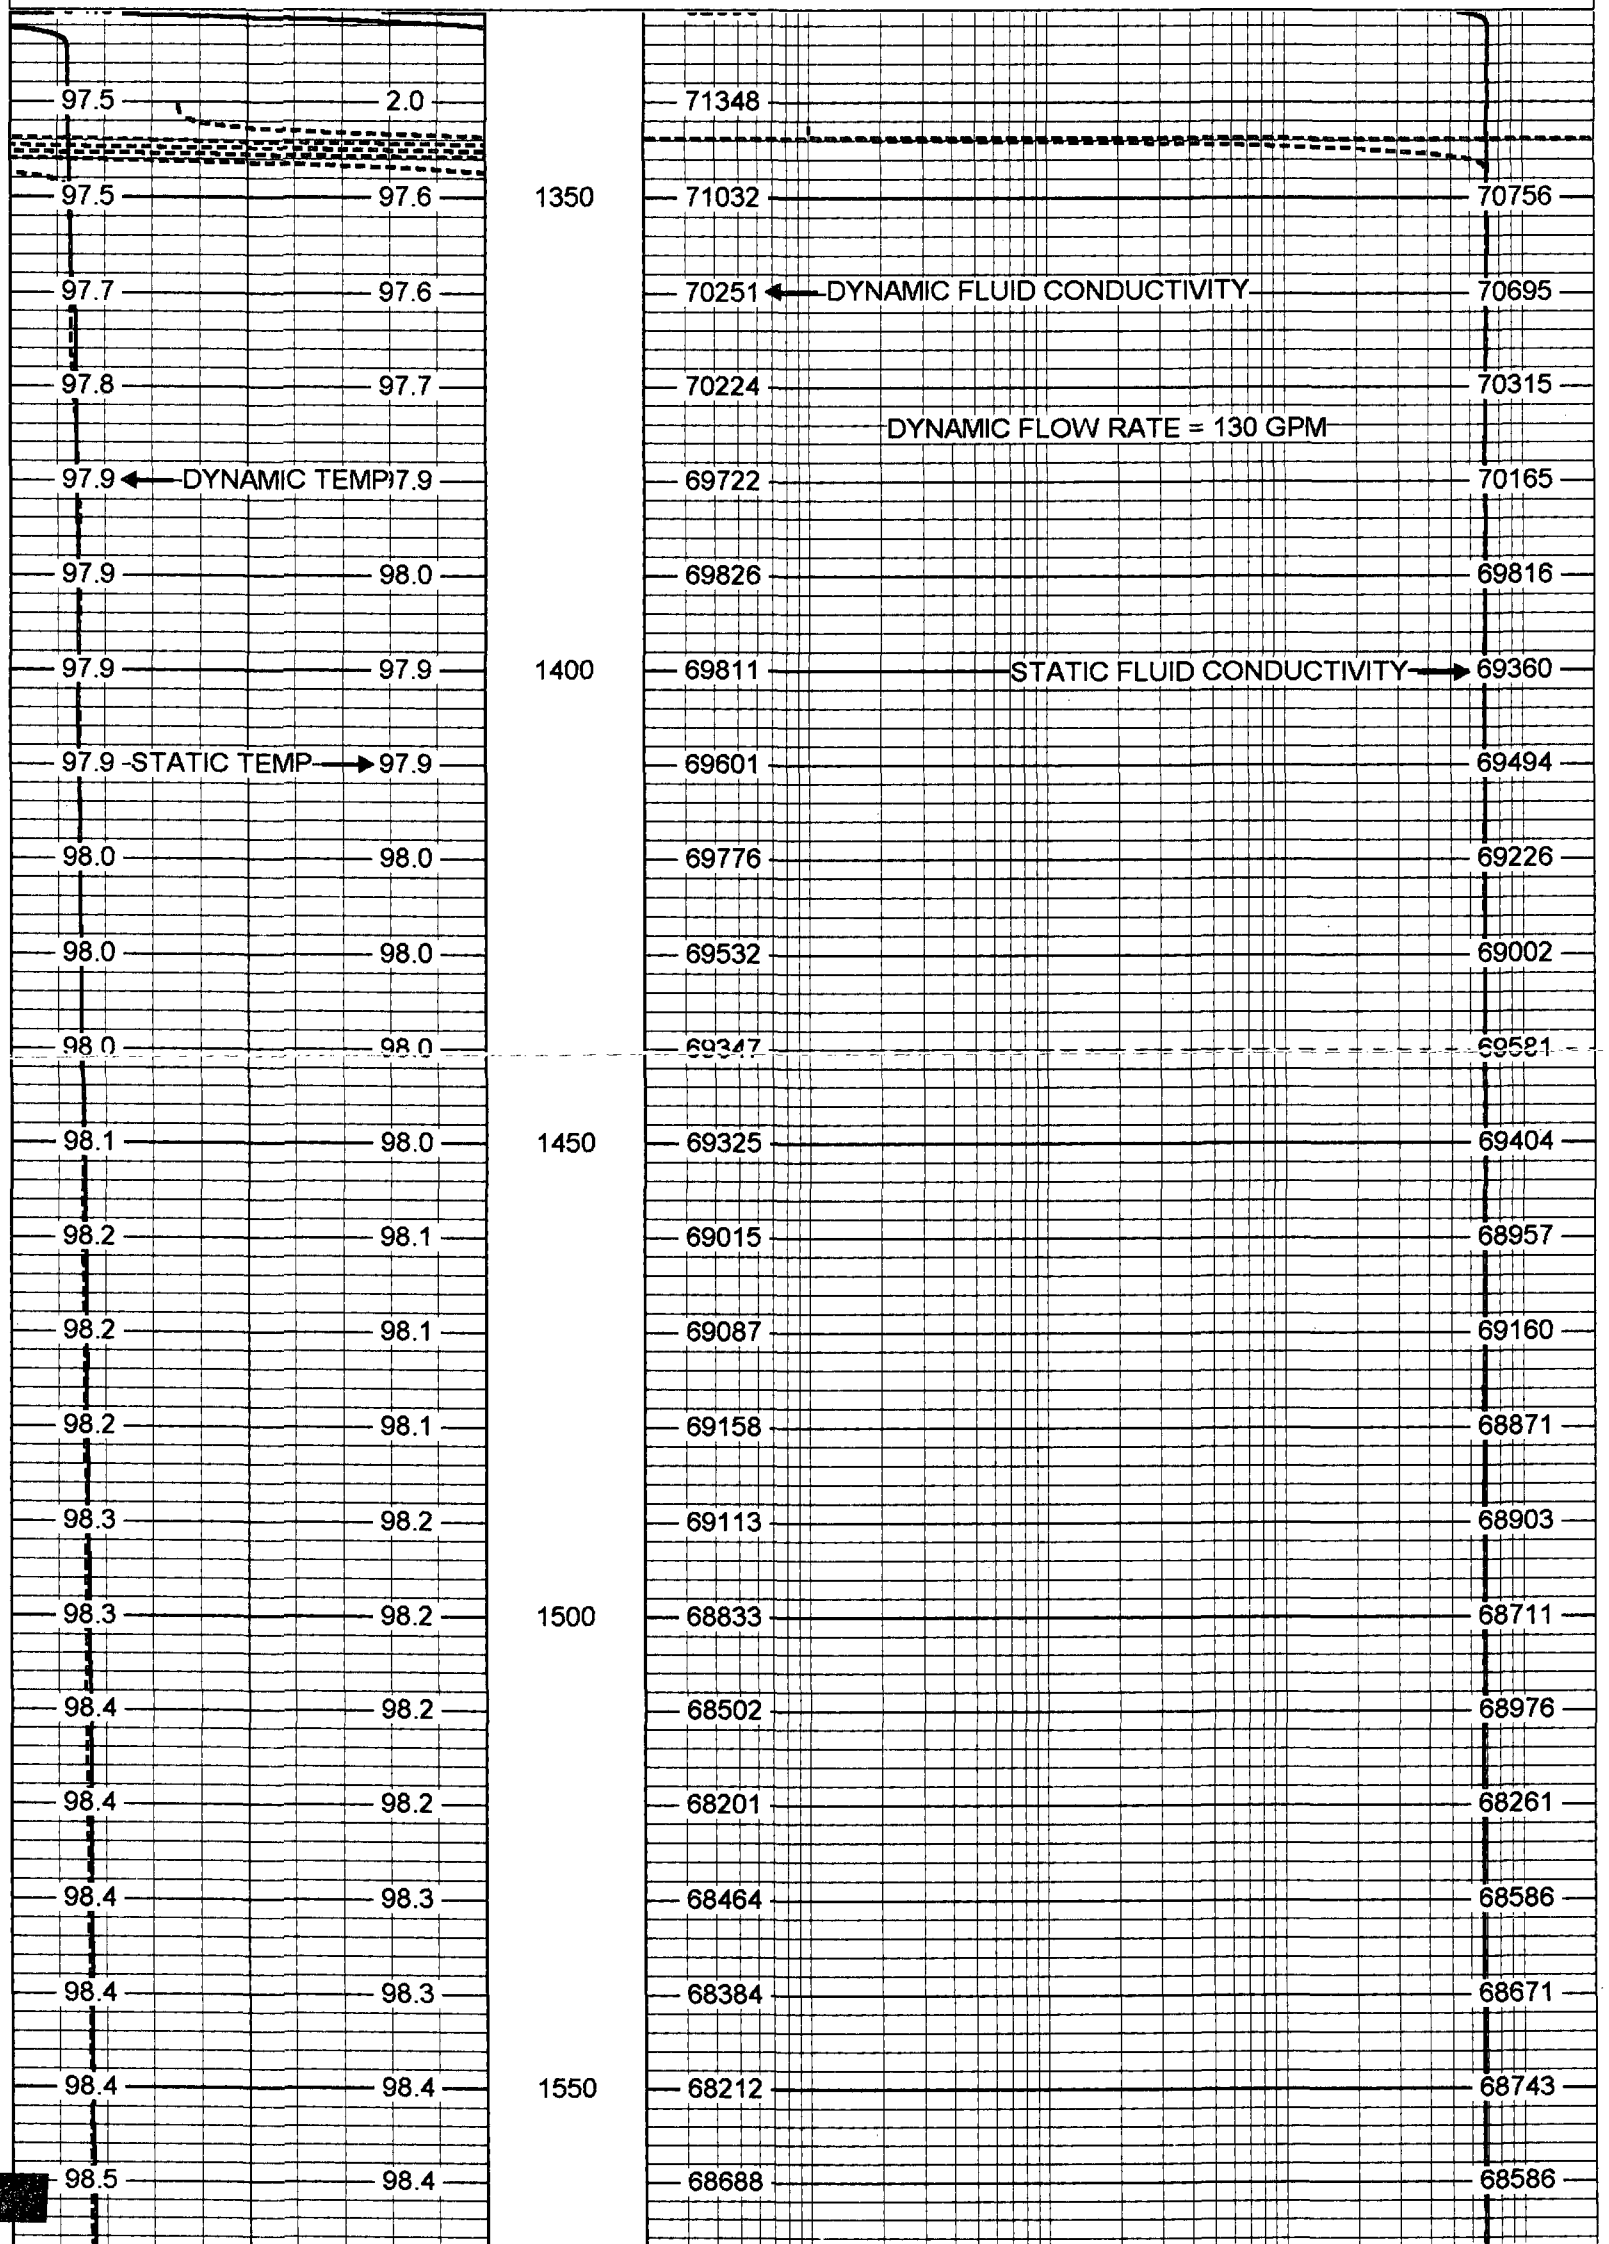 97.5 2.0 71348
97.5 97.6 1350 71032 70756
97.7 97.6 70251 ← DYNAMIC FLUID CONDUCTIVITY 70695
97.8 97.7 70224 70315
DYNAMIC FLOW RATE = 130 GPM
97.9 ← DYNAMIC TEMP 7.9 69722 70165
97.9 98.0 69826 69816
97.9 97.9 1400 69811 STATIC FLUID CONDUCTIVITY → 69360
97.9 STATIC TEMP → 97.9 69601 69494
98.0 98.0 69776 69226
98.0 98.0 69532 69002
98.0 98.0 69347 69581
98.1 98.0 1450 69325 69404
98.2 98.1 69015 68957
98.2 98.1 69087 69160
98.2 98.1 69158 68871
98.3 98.2 69113 68903
98.3 98.2 1500 68833 68711
98.4 98.2 68502 68976
98.4 98.2 68201 68261
98.4 98.3 68464 68586
98.4 98.3 68384 68671
98.4 98.4 1550 68212 68743
98.5 98.4 68688 68586